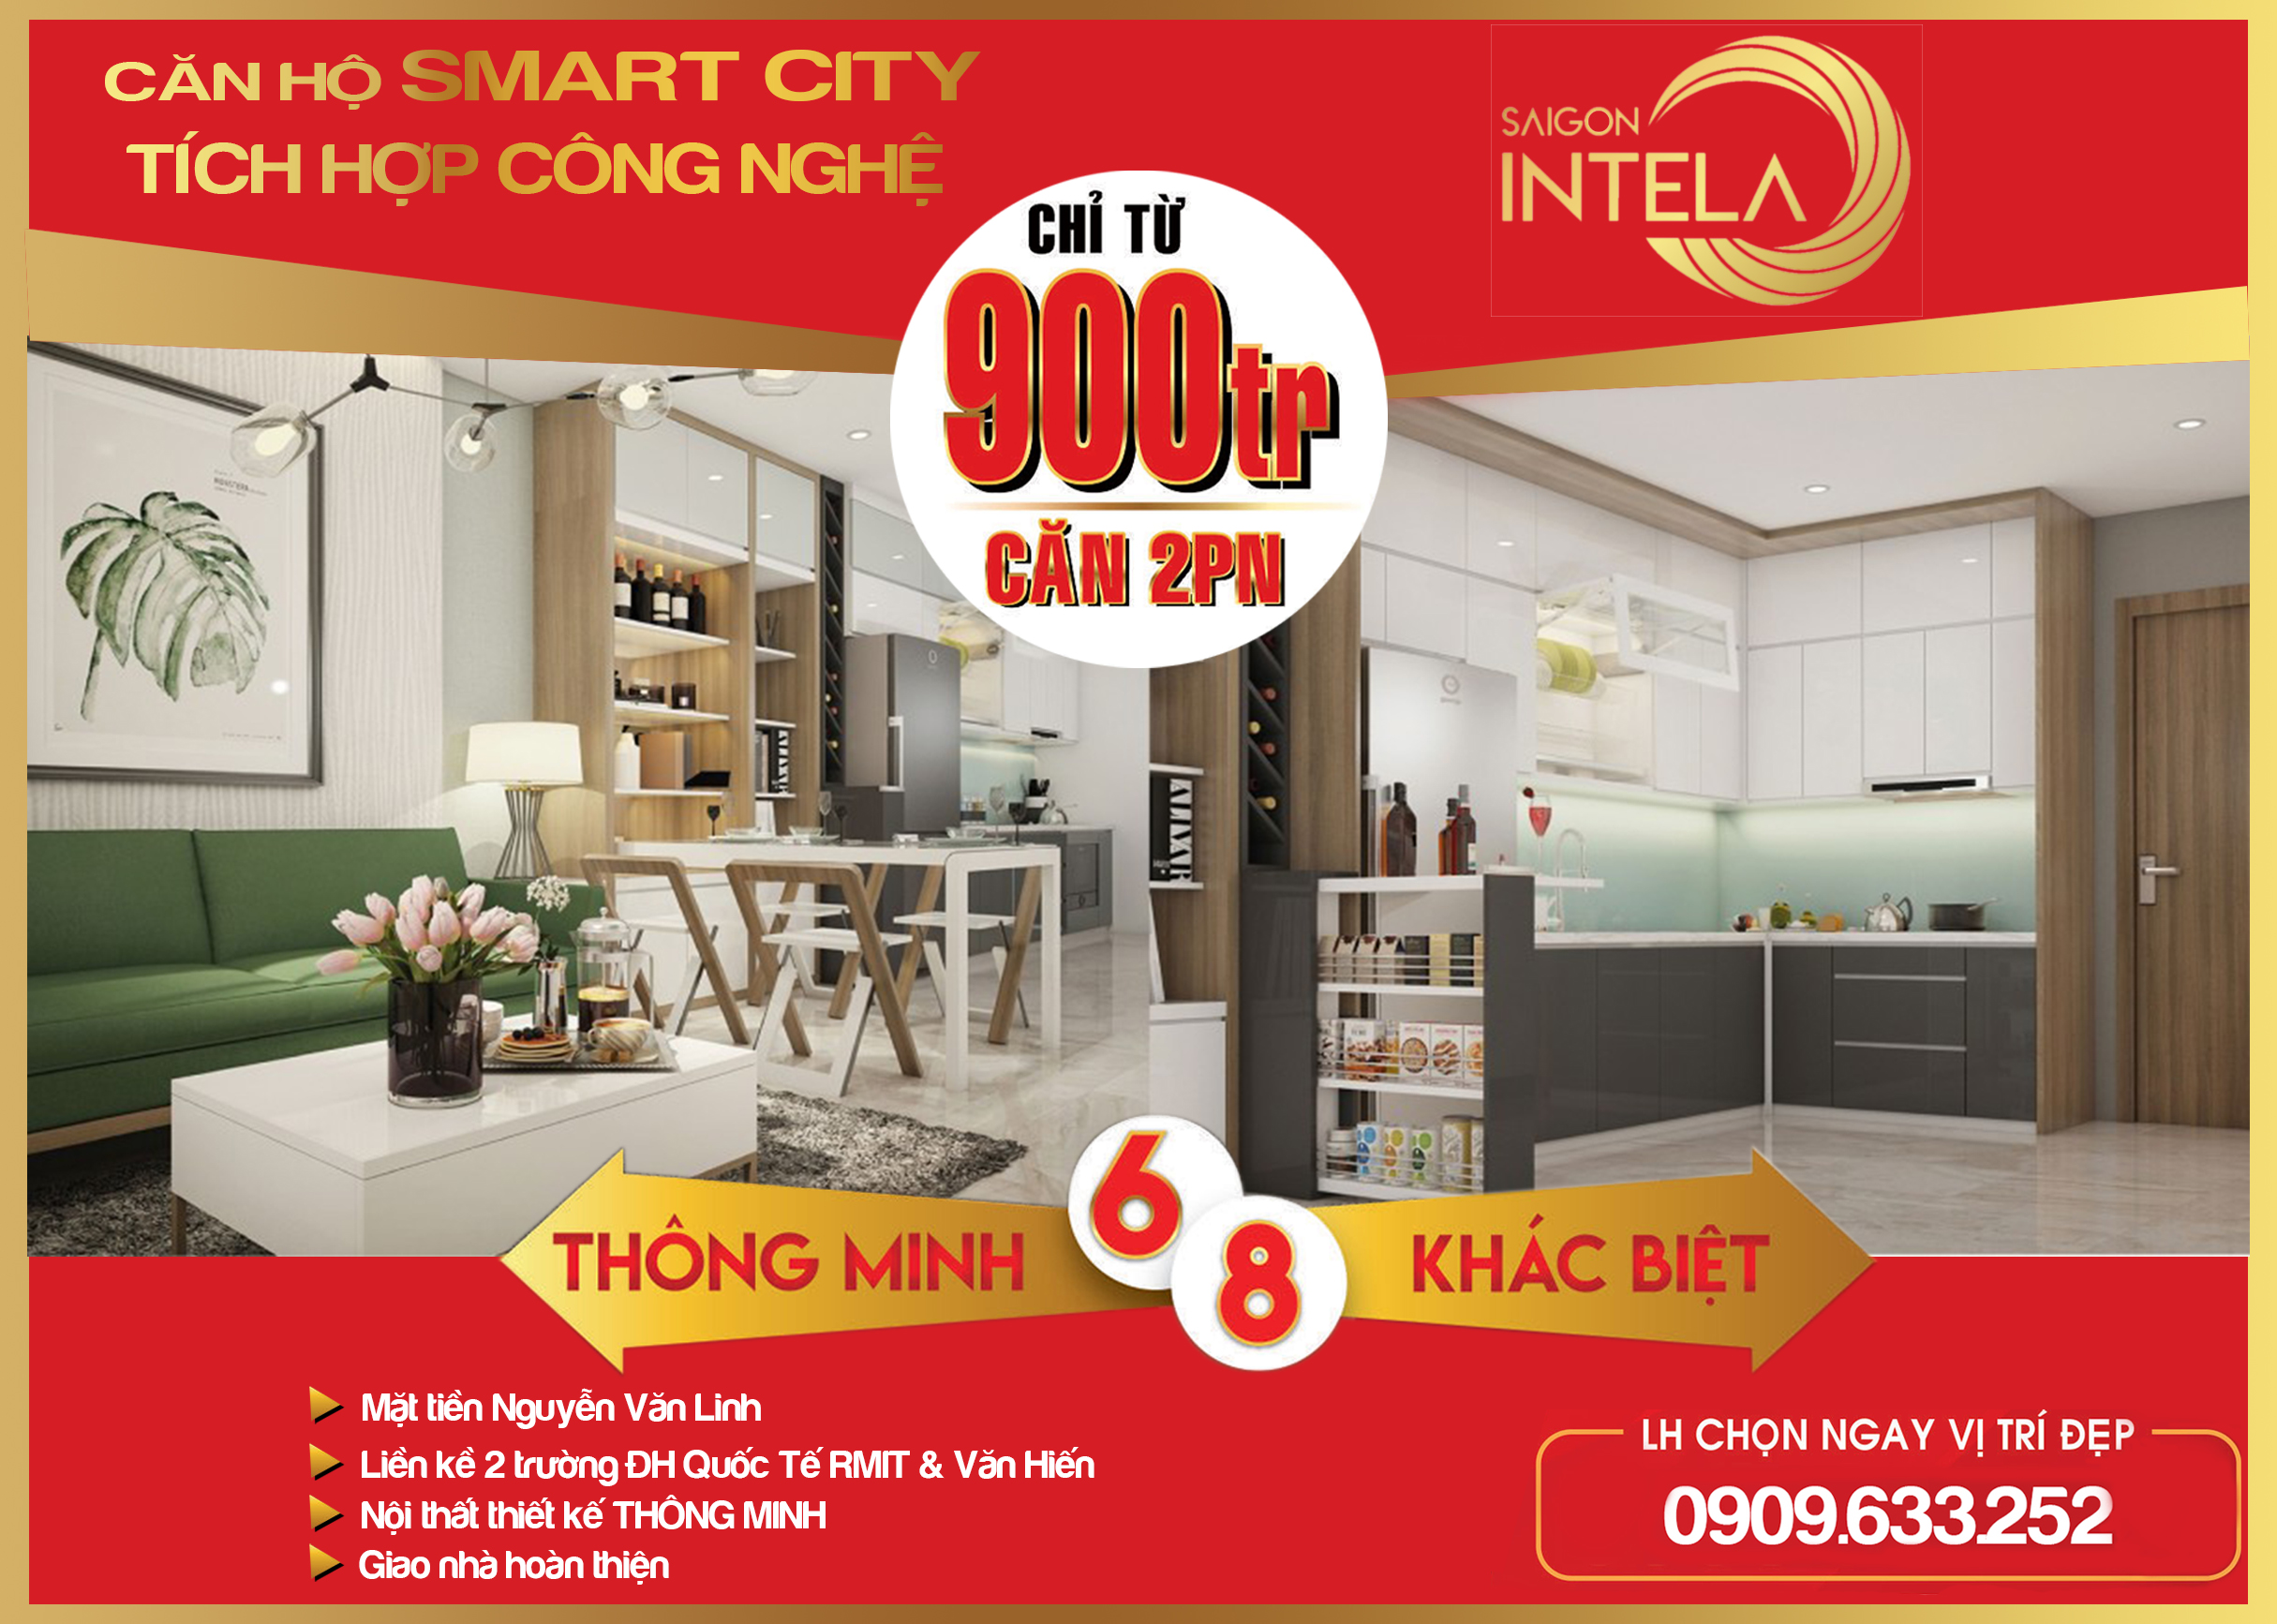 CĂN HỘ SMART CITY
TÍCH HỢP CÔNG NGHỆ
SAIGON
INTELA
CHỈ TỪ
900tr
CĂN 2PN
MONSTERA
THÔNG MINH
68
KHÁC BIỆT
Mặt tiền Nguyễn Văn Linh
Liền kề 2 trường ĐH Quốc Tế RMIT & Văn Hiến
Nội thất thiết kế THÔNG MINH
Giao nhà hoàn thiện
LH CHỌN NGAY VỊ TRÍ ĐẸP
0909.633.252